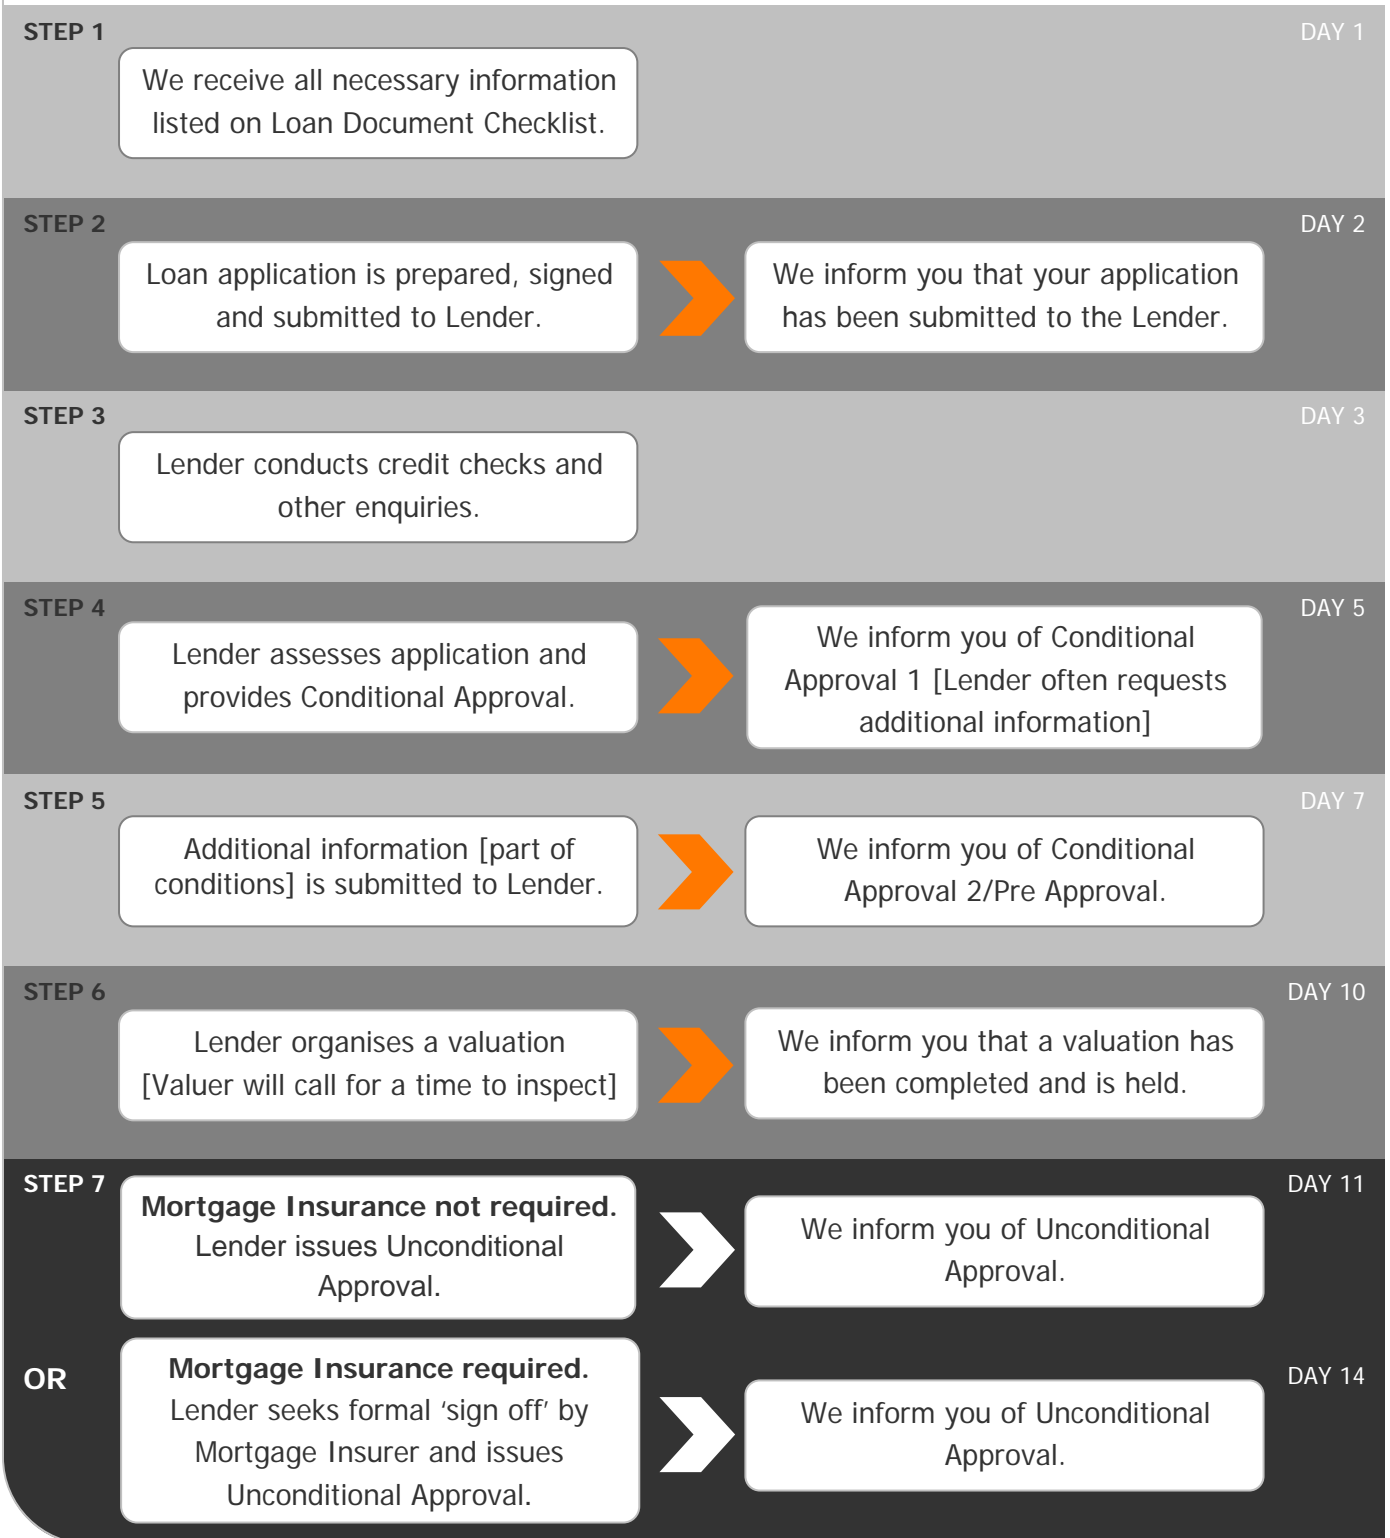 STEP 1
DAY 1
We receive all necessary information
listed on Loan Document Checklist.
STEP 2
DAY 2
Loan application is prepared, signed
and submitted to Lender.
We inform you that your application
has been submitted to the Lender.
STEP 3
DAY 3
Lender conducts credit checks and
other enquiries.
STEP 4
DAY 5
Lender assesses application and
provides Conditional Approval.
We inform you of Conditional
Approval 1 [Lender often requests
additional information]
STEP 5
DAY 7
Additional information [part of
conditions] is submitted to Lender.
We inform you of Conditional
Approval 2/Pre Approval.
STEP 6
DAY 10
Lender organises a valuation
[Valuer will call for a time to inspect]
We inform you that a valuation has
been completed and is held.
STEP 7
DAY 11
Mortgage Insurance not required.
Lender issues Unconditional
Approval.
We inform you of Unconditional
Approval.
OR
DAY 14
Mortgage Insurance required.
Lender seeks formal ‘sign off’ by
Mortgage Insurer and issues
Unconditional Approval.
We inform you of Unconditional
Approval.